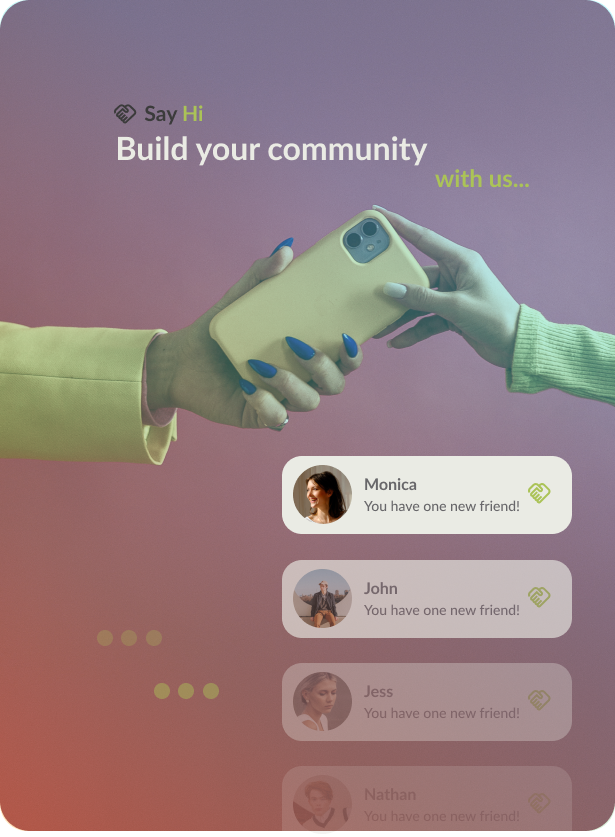 Say Hi
Build your community
with us...
Monica
You have one new friend!
John
You have one new friend!
Jess
You have one new friend!
Nathan
You have one new friend!